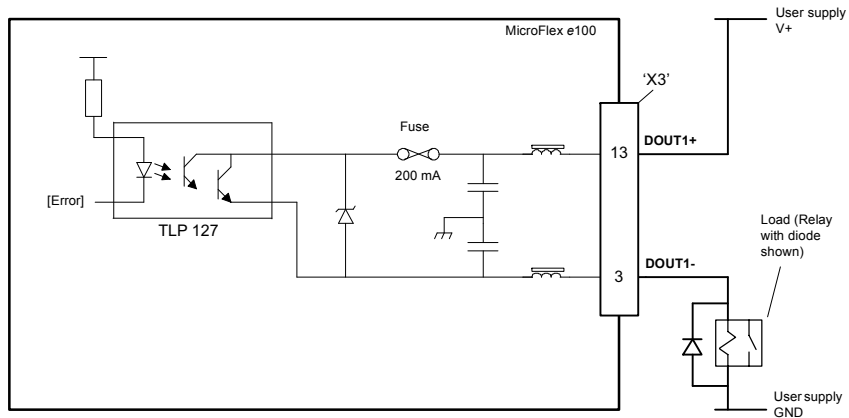 User supply
V+
MicroFlex e100
'X3'
Fuse
13
DOUT1+
200 mA
[Error]
TLP 127
Load (Relay
with diode
shown)
3
DOUT1-
User supply
GND